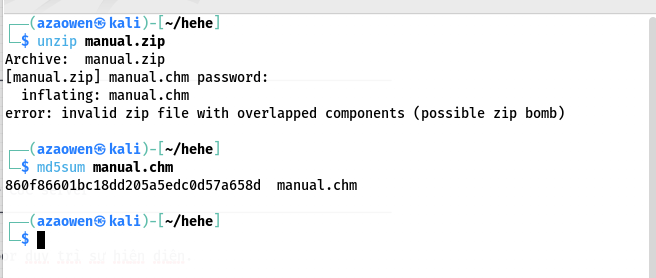 ┌──(azaowen㉿kali)-[~/hehe]
└─$ unzip manual.zip
Archive:  manual.zip
[manual.zip] manual.chm password:
  inflating: manual.chm
error: invalid zip file with overlapped components (possible zip bomb)
┌──(azaowen㉿kali)-[~/hehe]
└─$ md5sum manual.chm
860f86601bc18dd205a5edc0d57a658d  manual.chm
┌──(azaowen㉿kali)-[~/hehe]
└─$